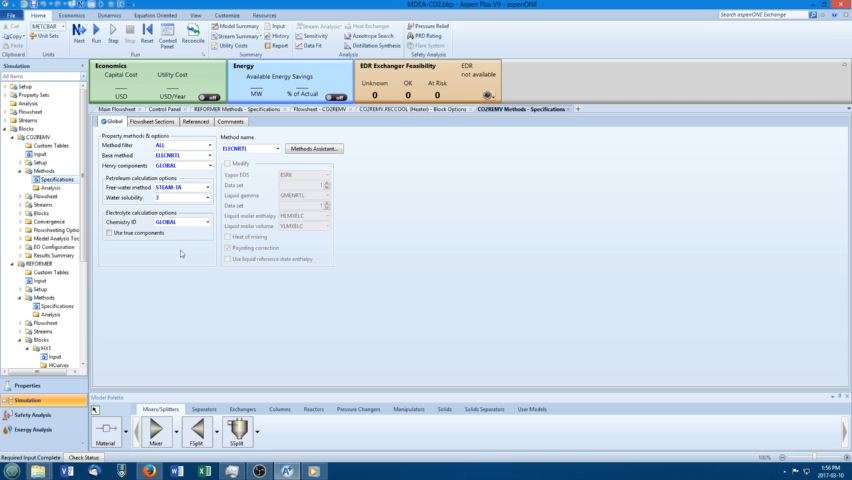 MDEA-CO2.bkp - Aspen Plus V9 - aspenONE
File Home Economics Dynamics Equation Oriented View Customize Resources
Search aspenONE Exchange
Cut METCBAR Model Summary Input Stream Analysis Heat Exchanger Pressure Relief
Copy Unit Sets Stream Summary History Sensitivity Azeotrope Search PRD Rating
Paste Next Run Step Stop Reset Control Panel Reconcile Utility Costs Report Data Fit Distillation Synthesis Flare System
Clipboard Units Run Summary Analysis Safety Analysis
Simulation
All Items
Economics
Capital Cost Utility Cost
USD USD/Year
off
Energy
Available Energy Savings
MW % of Actual
off
EDR Exchanger Feasibility
Unknown OK At Risk
0 0 0
EDR
not available
Main Flowsheet Control Panel REFORMER Methods - Specifications Flowsheet - CO2REMV CO2REMV.RECCOOL (Heater) - Block Options CO2REMV Methods - Specifications
Setup
Property Sets
Analysis
Flowsheet
Streams
Blocks
CO2REMV
Custom Tables
Input
Setup
Methods
Specifications
Analysis
Flowsheet
Streams
Blocks
Convergence
Flowsheeting Optio
Model Analysis Toc
EO Configuration
Results Summary
REFORMER
Custom Tables
Input
Setup
Methods
Specifications
Analysis
Flowsheet
Streams
Blocks
HX1
Input
HCurves
Properties
Simulation
Safety Analysis
Energy Analysis
Global Flowsheet Sections Referenced Comments
Property methods & options
Method filter ALL
Base method ELECNRTL
Henry components GLOBAL
Petroleum calculation options
Free-water method STEAM-TA
Water solubility 3
Electrolyte calculation options
Chemistry ID GLOBAL
Use true components
Method name
ELECNRTL Methods Assistant...
Modify
Vapor EOS ESRK
Data set 1
Liquid gamma GMENRTL
Data set 1
Liquid molar enthalpy HLMXELC
Liquid molar volume VLMXELC
Heat of mixing
Poynting correction
Use liquid reference state enthalpy
Model Palette
Mixers/Splitters Separators Exchangers Columns Reactors Pressure Changers Manipulators Solids Solids Separators User Models
Material Mixer FSplit SSplit
Required Input Complete Check Status
100%
1:56 PM
2017-03-10